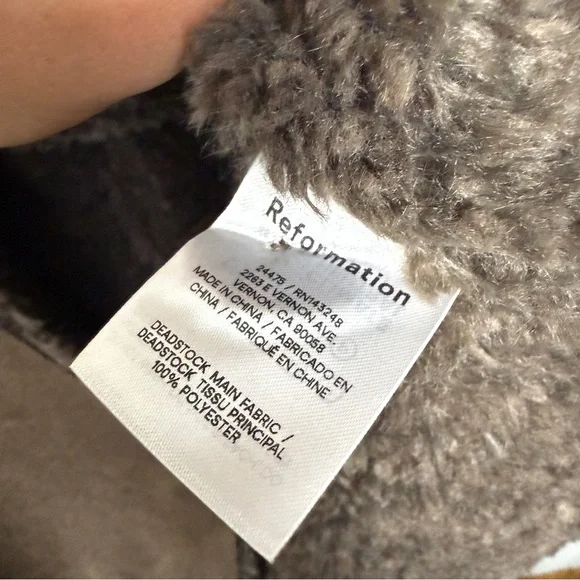 Reformation
24475 / RN143248
2263 E VERNON AVE.
VERNON, CA 90058
MADE IN CHINA / FABRICADO EN
CHINA / FABRIQUÉ EN CHINE
DEADSTOCK MAIN FABRIC /
DEADSTOCK TISSU PRINCIPAL
100% POLYESTER